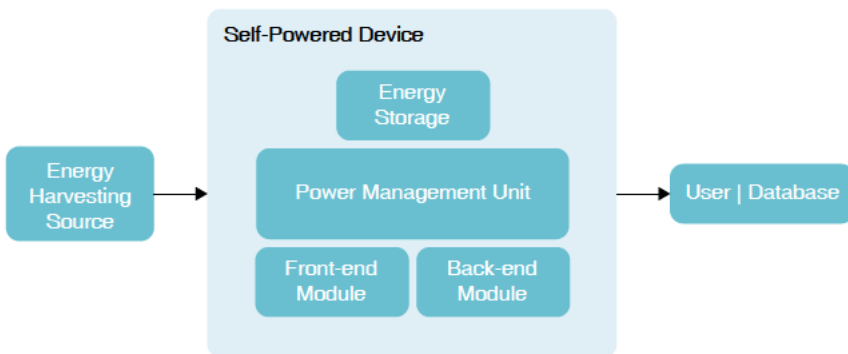 Self-Powered Device
Energy
Storage
Energy
Harvesting
Source
Power Management Unit
User | Database
Front-end
Module
Back-end
Module